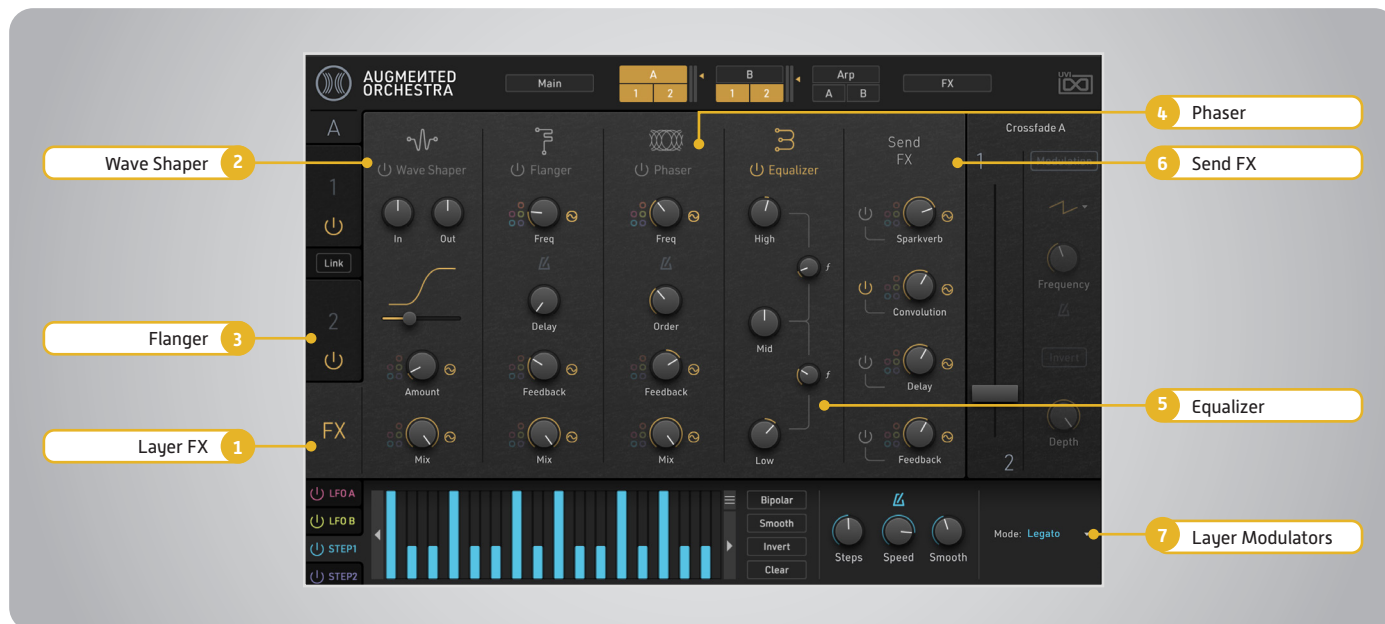 AUGMENTED ORCHESTRA
Main
A
1 2
B
1 2
Arp
A B
FX
UVI
Wave Shaper 2
Flanger 3
Layer FX 1
4 Phaser
6 Send FX
5 Equalizer
7 Layer Modulators
A
1
Link
2
FX
Wave Shaper
In Out
Amount
Mix
Flanger
Freq
Delay
Feedback
Mix
Phaser
Freq
Order
Feedback
Mix
Equalizer
High
f
Mid
f
Low
Send FX
Sparkverb
Convolution
Delay
Feedback
Crossfade A
1
2
Modulation
Frequency
Invert
Depth
LFO A
LFO B
STEP1
STEP2
Bipolar
Smooth
Invert
Clear
Steps Speed Smooth
Mode: Legato